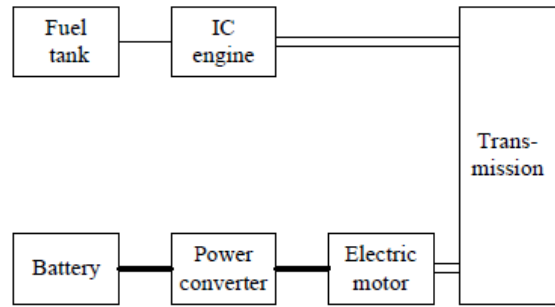 Fuel
tank
IC
engine
Trans-
mission
Battery
Power
converter
Electric
motor